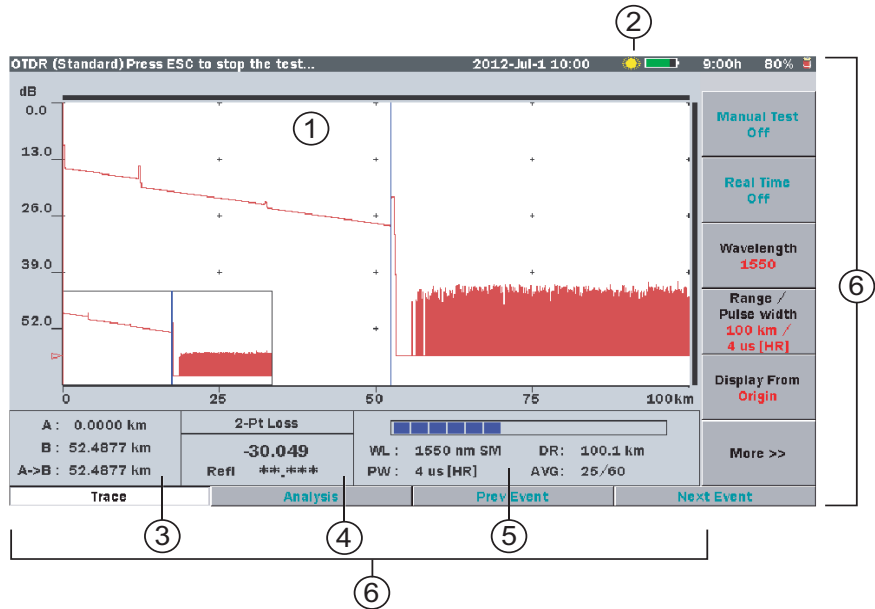 ②
OTDR (Standard) Press ESC to stop the test... 2012-Jul-1 10:00 9:00h 80%
dB
0.0
13.0
26.0
39.0
52.0
①
0 25 50 75 100km
Manual Test
Off
Real Time
Off
Wavelength
1550
Range /
Pulse width
100 km /
4 us [HR]
Display From
Origin
More >>
⑥
A: 0.0000 km
B: 52.4877 km
A->B: 52.4877 km
2-Pt Loss
-30.049
Refl **.***
WL: 1550 nm SM DR: 100.1 km
PW: 4 us [HR] AVG: 25/60
Trace Analysis Prev Event Next Event
③ ④ ⑤
⑥